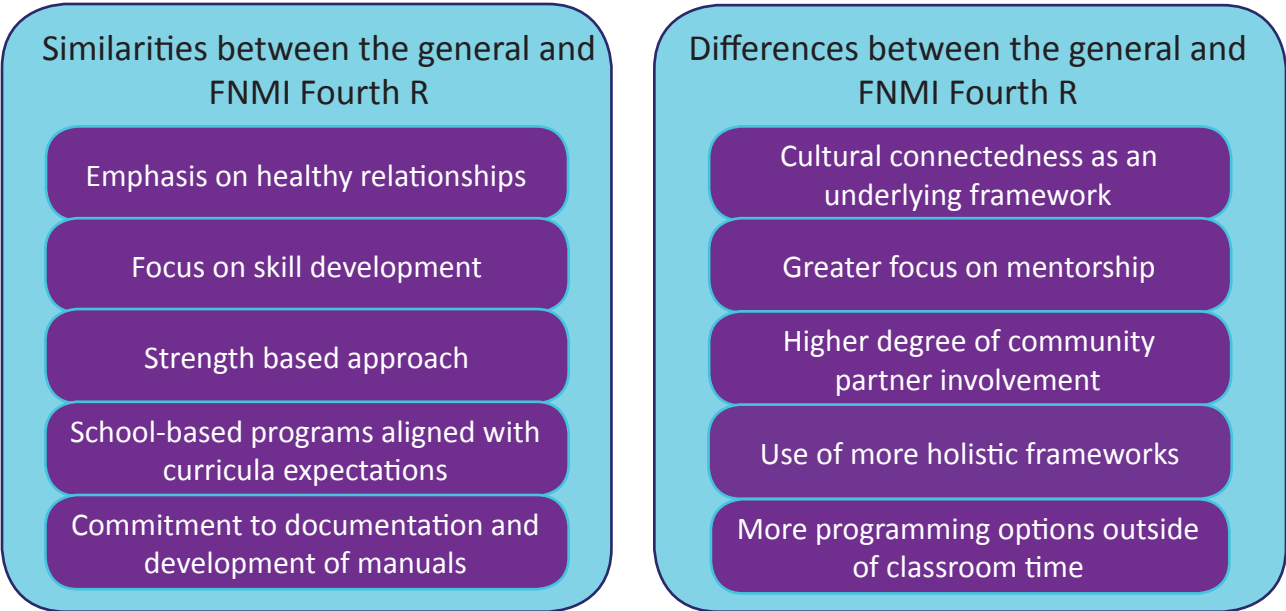 Similarities between the general and
FNMI Fourth R
Emphasis on healthy relationships
Focus on skill development
Strength based approach
School-based programs aligned with
curricula expectations
Commitment to documentation and
development of manuals
Differences between the general and
FNMI Fourth R
Cultural connectedness as an
underlying framework
Greater focus on mentorship
Higher degree of community
partner involvement
Use of more holistic frameworks
More programming options outside
of classroom time